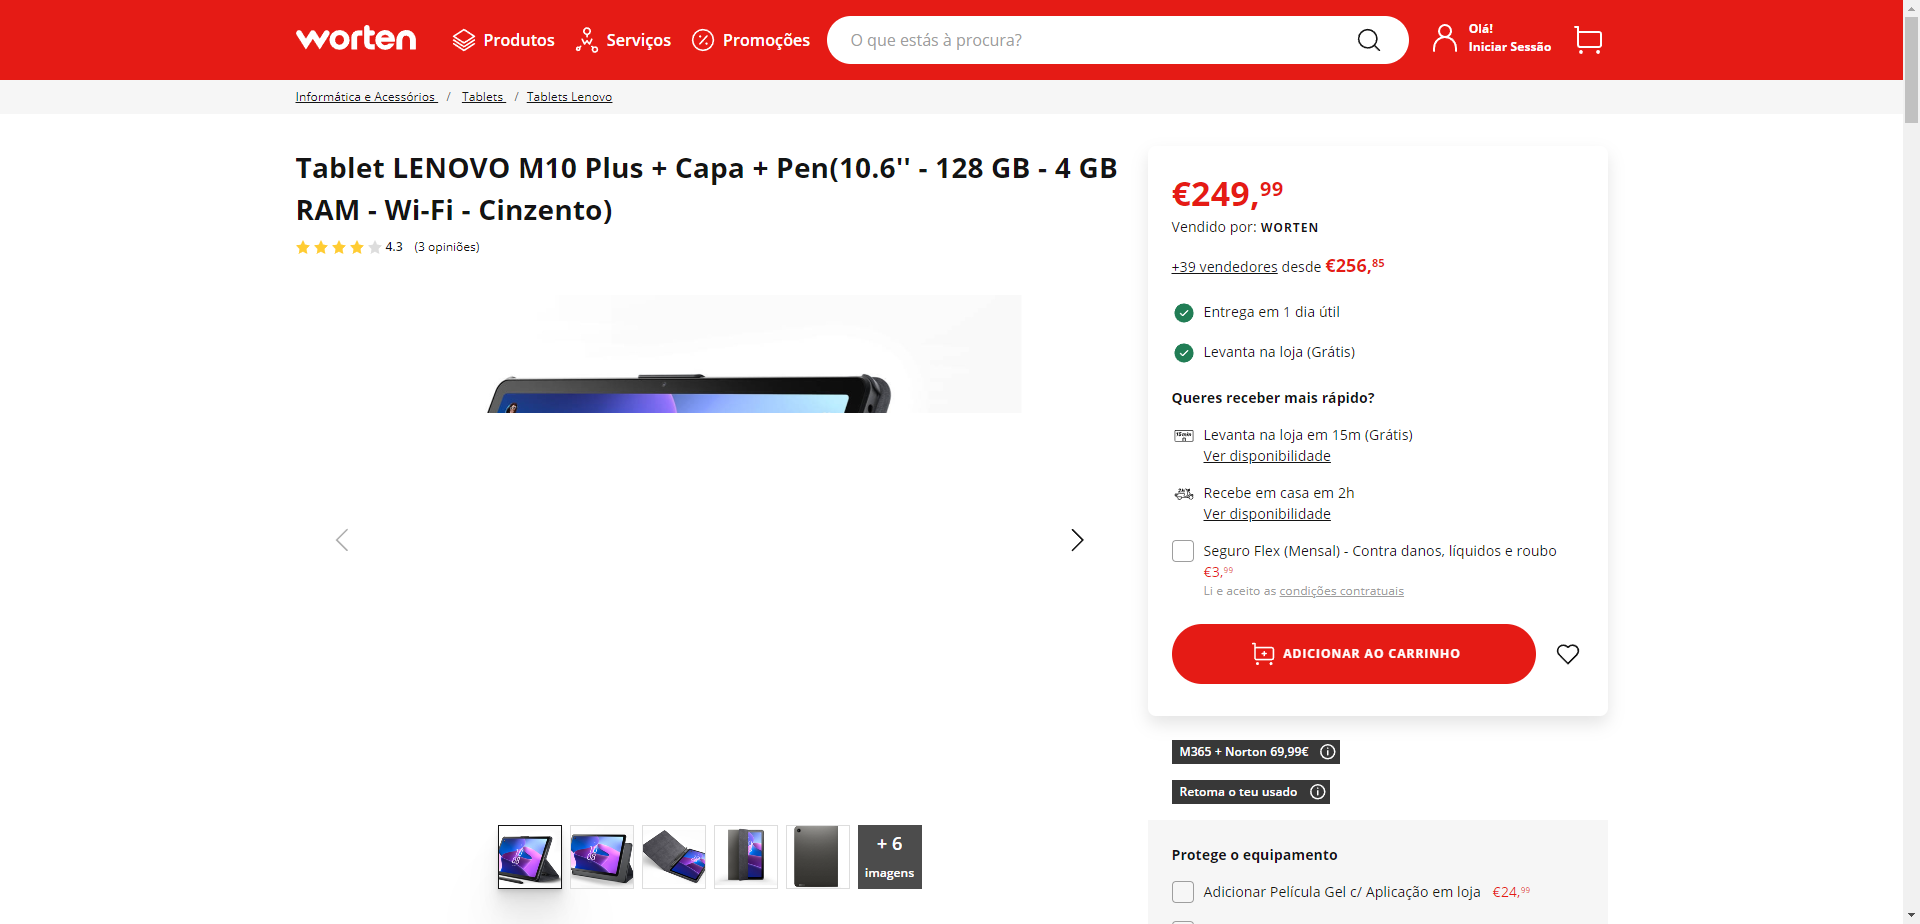 worten
Produtos
Serviços
Promoções
O que estás à procura?
Olá!
Iniciar Sessão
Informática e Acessórios / Tablets / Tablets Lenovo
Tablet LENOVO M10 Plus + Capa + Pen(10.6'' - 128 GB - 4 GB
RAM - Wi-Fi - Cinzento)
4.3 (3 opiniões)
€249,99
Vendido por: WORTEN
+39 vendedores desde €256,85
Entrega em 1 dia útil
Levanta na loja (Grátis)
Queres receber mais rápido?
Levanta na loja em 15m (Grátis)
Ver disponibilidade
Recebe em casa em 2h
Ver disponibilidade
Seguro Flex (Mensal) - Contra danos, líquidos e roubo
€3,99
Li e aceito as condições contratuais
ADICIONAR AO CARRINHO
M365 + Norton 69,99€
Retoma o teu usado
+ 6
imagens
Protege o equipamento
Adicionar Película Gel c/ Aplicação em loja €24,99